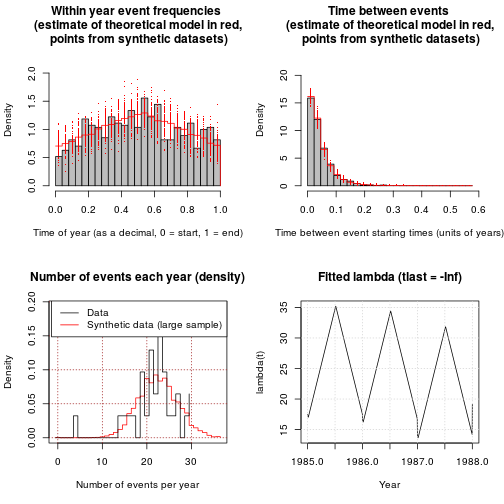 Within year event frequencies
(estimate of theoretical model in red,
points from synthetic datasets)
Density
0.0 0.5 1.0 1.5 2.0
0.0 0.2 0.4 0.6 0.8 1.0
Time of year (as a decimal, 0 = start, 1 = end)
Time between events
(estimate of theoretical model in red,
points from synthetic datasets)
Density
0 5 10 15 20
0.0 0.1 0.2 0.3 0.4 0.5 0.6
Time between event starting times (units of years)
Number of events each year (density)
Data
Synthetic data (large sample)
Density
0.00 0.05 0.10 0.15 0.20
0 10 20 30
Number of events per year
Fitted lambda (tlast = -Inf)
lambda(t)
15 20 25 30 35
1985.0 1986.0 1987.0 1988.0
Year